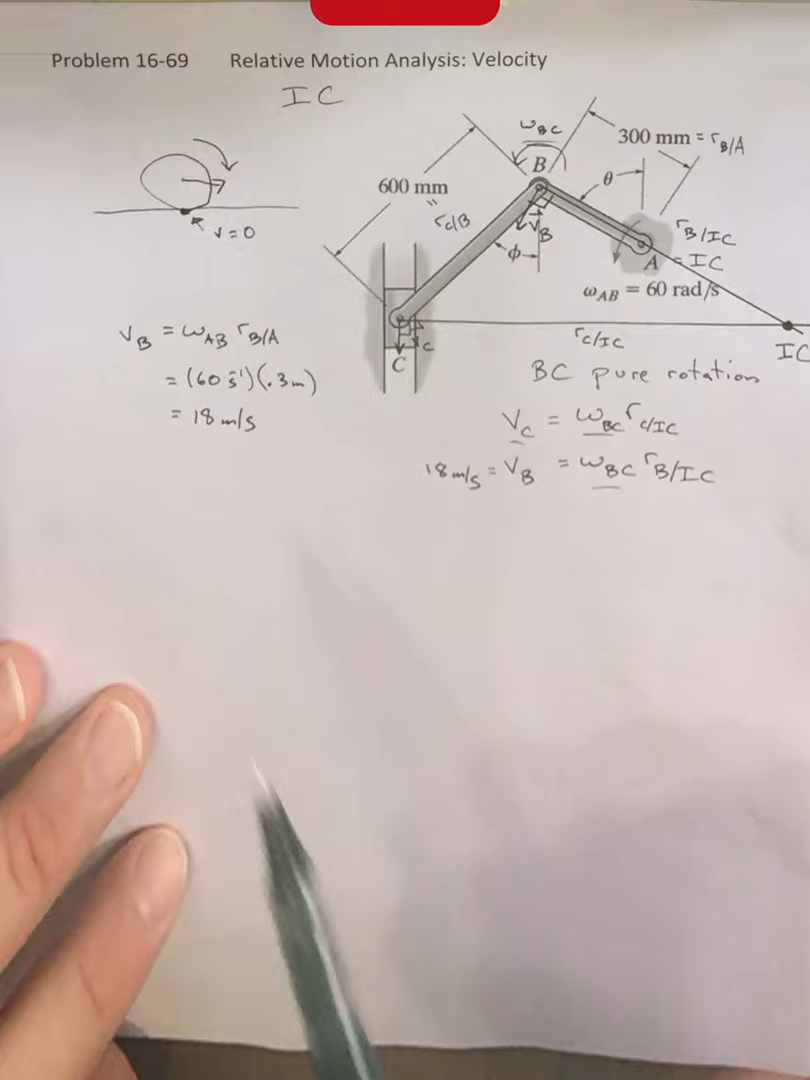 Problem 16-69 Relative Motion Analysis: Velocity
IC
ω_BC
300 mm = r_B/A
B
θ
600 mm
"
r_C/B
v_B
r_B/IC
v = 0
ϕ
A = IC
ω_AB = 60 rad/s
r_C/IC
IC
C
v_B = ω_AB r_B/A
= (60 s⁻¹)(.3m)
= 18 m/s
BC pure rotation
V_C = ω_BC r_C/IC
18 m/s = V_B = ω_BC r_B/IC